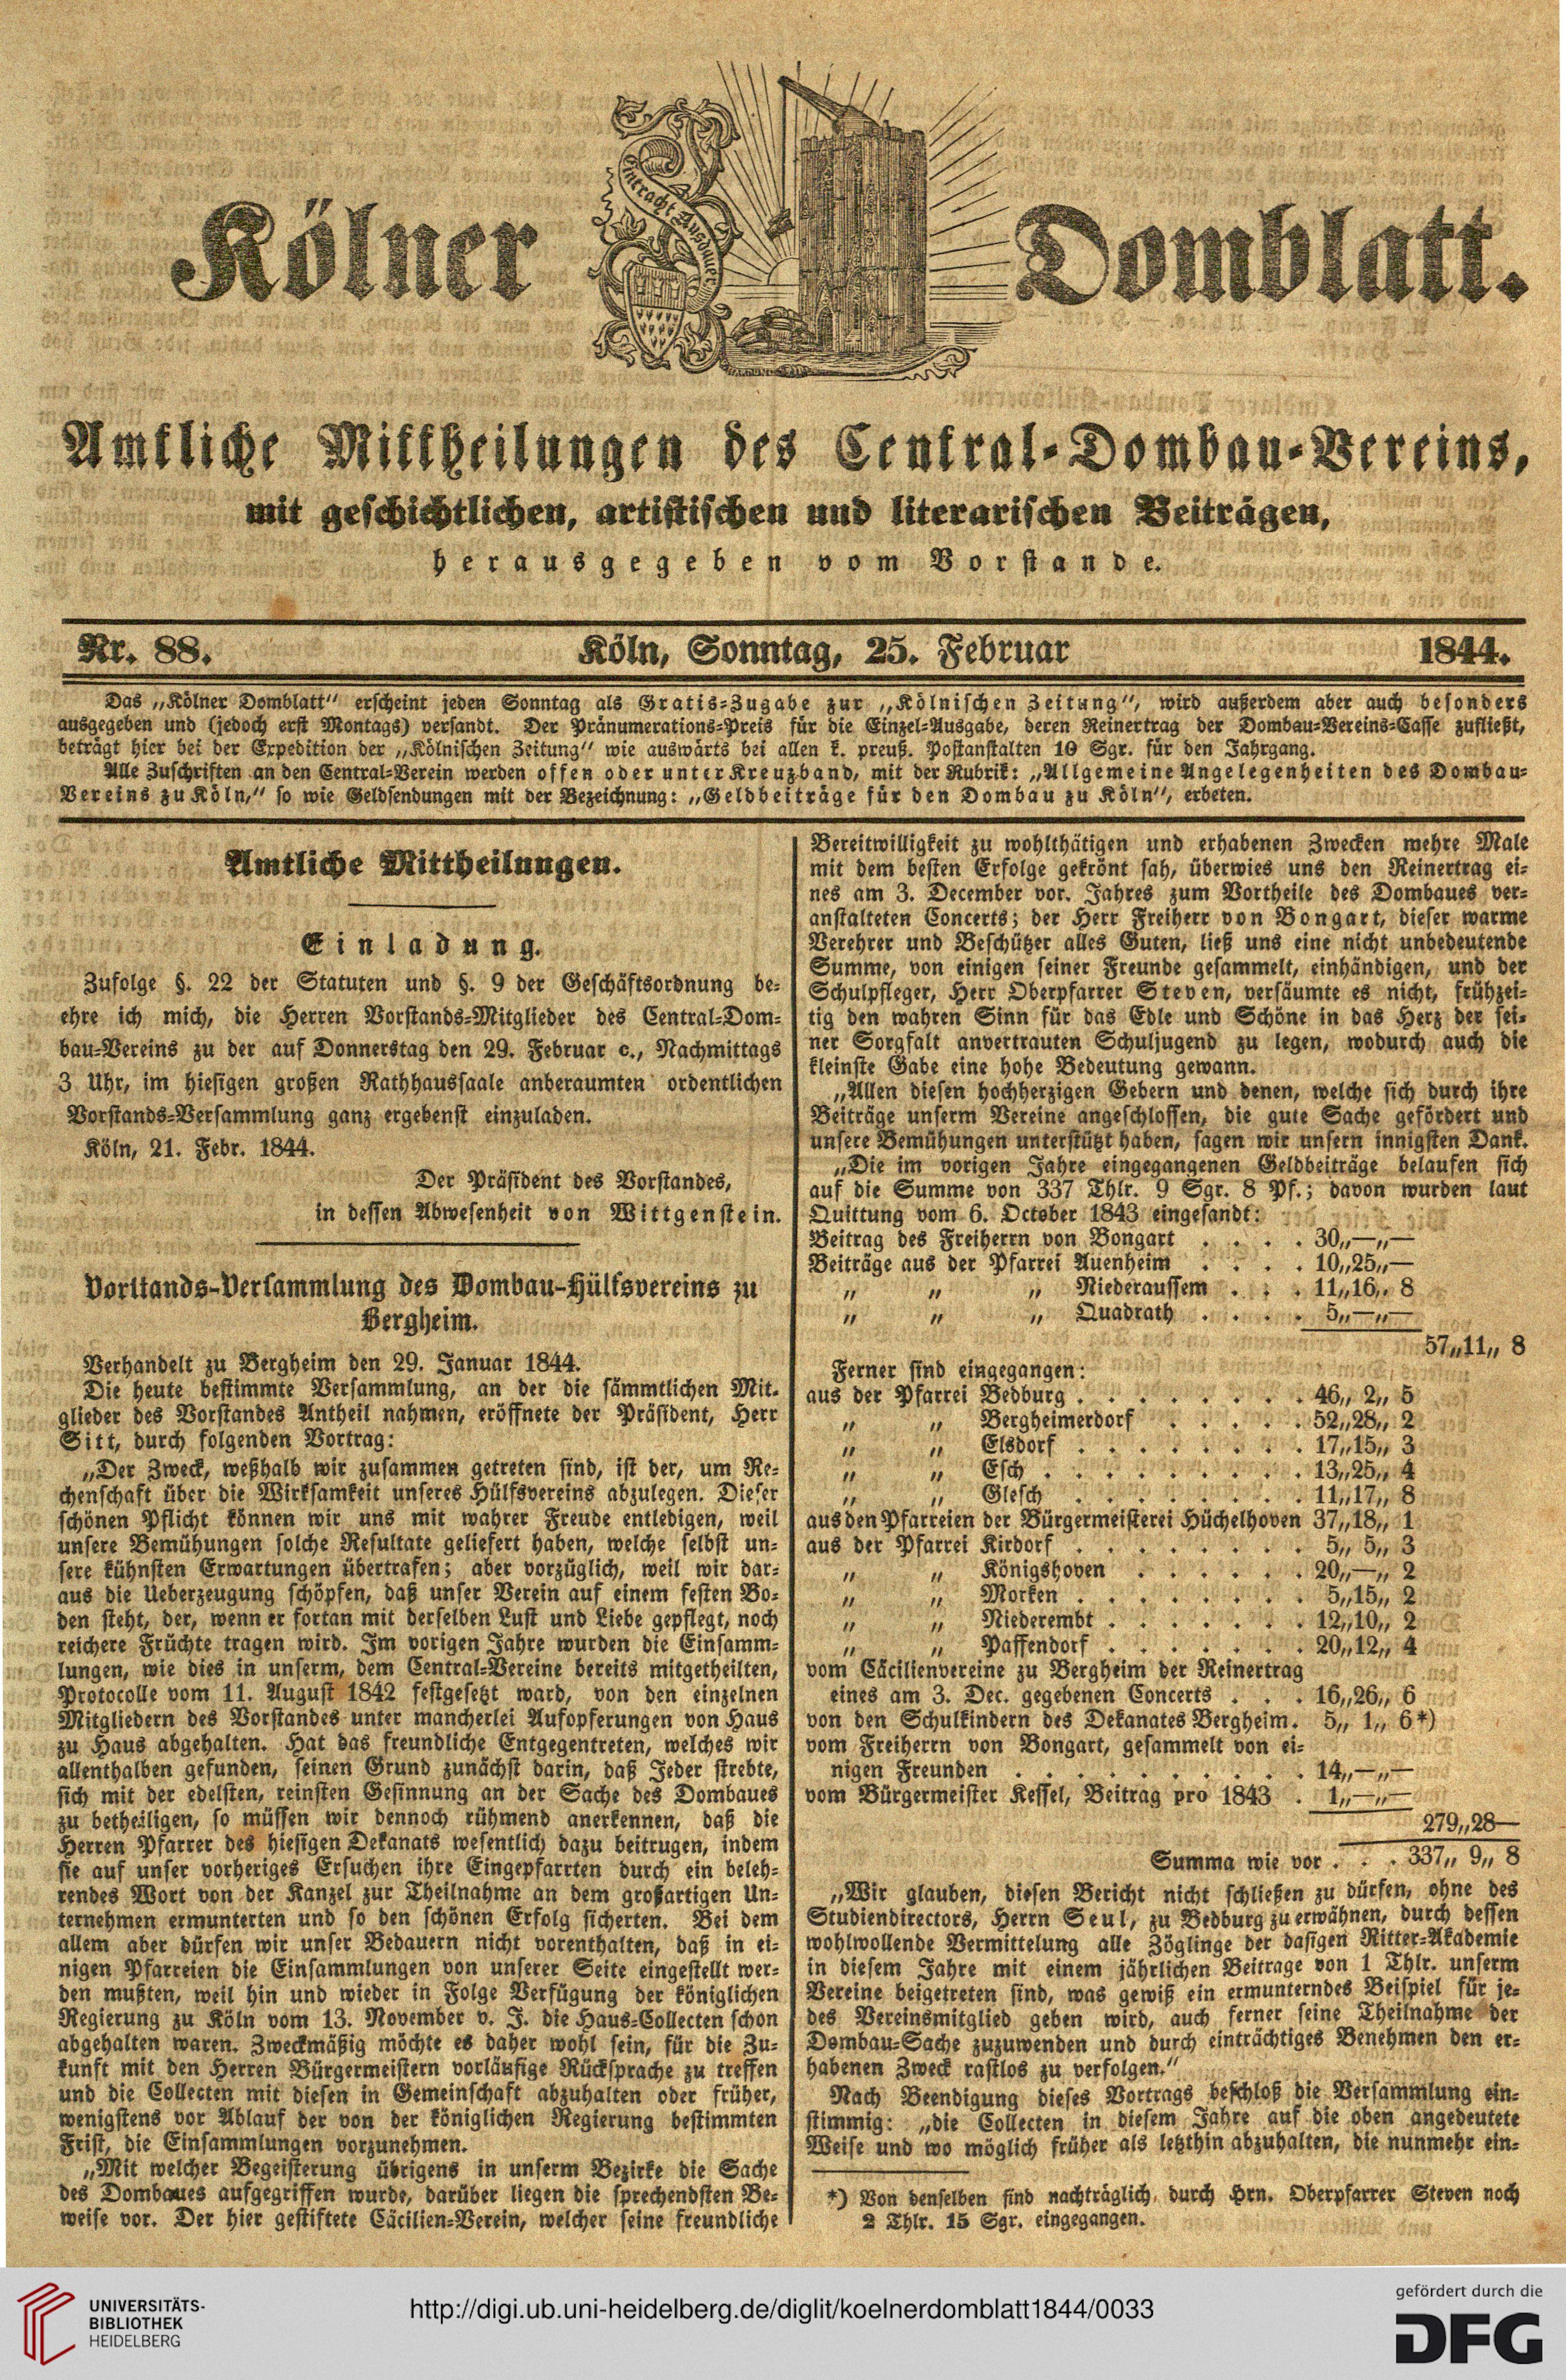 Eintracht Ausdauer
Kölner Domblatt.
Amtliche Mittheilungen des Central-Dombau-Vereins,
mit geschichtlichen, artistischen und literarischen Beiträgen,
herausgegeben vom Vorstande.
Nr. 88. Köln, Sonntag, 25. Februar 1844.
Das „Kölner Domblatt“ erscheint jeden Sonntag als Gratis-Zugabe zur „Kölnischen Zeitung“, wird außerdem aber auch besonders
ausgegeben und (jedoch erst Montags) versandt. Der Pränumerations-Preis für die Einzel-Ausgabe, deren Reinertrag der Dombau-Vereins-Casse zufließt,
beträgt hier bei der Expedition der „Kölnischen Zeitung“ wie auswärts bei allen k. preuß. Postanstalten 10 Sgr. für den Jahrgang.
Alle Zuschriften an den Central-Verein werden offen oder unter Kreuzband, mit der Rubrik: „Allgemeine Angelegenheiten des Dombau-
Vereins zu Köln,“ so wie Geldsendungen mit der Bezeichnung: „Geldbeiträge für den Dombau zu Köln“, erbeten.
Amtliche Mittheilungen.
Einladung.
Zufolge §. 22 der Statuten und §. 9 der Geschäftsordnung be-
ehre ich mich, die Herren Vorstands-Mitglieder des Central-Dom-
bau-Vereins zu der auf Donnerstag den 29. Februar c., Nachmittags
3 Uhr, im hiesigen großen Rathhaussaale anberaumten ordentlichen
Vorstands-Versammlung ganz ergebenst einzuladen.
Köln, 21. Febr. 1844.
Der Präsident des Vorstandes,
in dessen Abwesenheit von Wittgenstein.
Vorstands-Versammlung des Dombau-Hülfsvereins zu
Bergheim.
Verhandelt zu Bergheim den 29. Januar 1844.
Die heute bestimmte Versammlung, an der die sämmtlichen Mit-
glieder des Vorstandes Antheil nahmen, eröffnete der Präsident, Herr
Sitt, durch folgenden Vortrag:
„Der Zweck, weßhalb wir zusammen getreten sind, ist der, um Re-
chenschaft über die Wirksamkeit unseres Hülfsvereins abzulegen. Dieser
schönen Pflicht können wir uns mit wahrer Freude entledigen, weil
unsere Bemühungen solche Resultate geliefert haben, welche selbst un-
sere kühnsten Erwartungen übertrafen; aber vorzüglich, weil wir dar-
aus die Ueberzeugung schöpfen, daß unser Verein auf einem festen Bo-
den steht, der, wenn er fortan mit derselben Lust und Liebe gepflegt, noch
reichere Früchte tragen wird. Im vorigen Jahre wurden die Einsamm-
lungen, wie dies in unserm, dem Central-Vereine bereits mitgetheilten,
Protocolle vom 11. August 1842 festgesetzt ward, von den einzelnen
Mitgliedern des Vorstandes unter mancherlei Aufopferungen von Haus
zu Haus abgehalten. Hat das freundliche Entgegentreten, welches wir
allenthalben gefunden, seinen Grund zunächst darin, daß Jeder strebte,
sich mit der edelsten, reinsten Gesinnung an der Sache des Dombaues
zu betheiligen, so müssen wir dennoch rühmend anerkennen, daß die
Herren Pfarrer des hiesigen Dekanats wesentlich dazu beitrugen, indem
sie auf unser vorheriges Ersuchen ihre Eingepfarrten durch ein beleh-
rendes Wort von der Kanzel zur Theilnahme an dem großartigen Un-
ternehmen ermunterten und so den schönen Erfolg sicherten. Bei dem
allem aber dürfen wir unser Bedauern nicht vorenthalten, daß in ei-
nigen Pfarreien die Einsammlungen von unserer Seite eingestellt wer-
den mußten, weil hin und wieder in Folge Verfügung der königlichen
Regierung zu Köln vom 13. November v. J. die Haus-Collecten schon
abgehalten waren. Zweckmäßig möchte es daher wohl sein, für die Zu-
kunft mit den Herren Bürgermeistern vorläufige Rücksprache zu treffen
und die Collecten mit diesen in Gemeinschaft abzuhalten oder früher,
wenigstens vor Ablauf der von der königlichen Regierung bestimmten
Frist, die Einsammlungen vorzunehmen.
„Mit welcher Begeisterung übrigens in unserm Bezirke die Sache
des Dombaues aufgegriffen wurde, darüber liegen die sprechendsten Be-
weise vor. Der hier gestiftete Cäcilien-Verein, welcher seine freundliche
Bereitwilligkeit zu wohlthätigen und erhabenen Zwecken mehre Male
mit dem besten Erfolge gekrönt sah, überwies uns den Reinertrag ei-
nes am 3. December vor. Jahres zum Vortheile des Dombaues ver-
anstalteten Concerts; der Herr Freiherr von Bongart, dieser warme
Verehrer und Beschützer alles Guten, ließ uns eine nicht unbedeutende
Summe, von einigen seiner Freunde gesammelt, einhändigen, und der
Schulpfleger, Herr Oberpfarrer Steven, versäumte es nicht, frühzei-
tig den wahren Sinn für das Edle und Schöne in das Herz der sei-
ner Sorgfalt anvertrauten Schuljugend zu legen, wodurch auch die
kleinste Gabe eine hohe Bedeutung gewann.
„Allen diesen hochherzigen Gebern und denen, welche sich durch ihre
Beiträge unserm Vereine angeschlossen, die gute Sache gefördert und
unsere Bemühungen unterstützt haben, sagen wir unsern innigsten Dank.
„Die im vorigen Jahre eingegangenen Geldbeiträge belaufen sich
auf die Summe von 337 Thlr. 9 Sgr. 8 Pf.; davon wurden laut
Quittung vom 6. October 1843 eingesandt:
Beitrag des Freiherrn von Bongart . . . . 30„—„—
Beiträge aus der Pfarrei Auenheim . . . . 10„25„—
„ „ „ Niederaussem . . . 11„16„ 8
„ „ „ Quadrath . . . . 5„—„—
57„11„ 8
Ferner sind eingegangen:
aus der Pfarrei Bedburg . . . . . . . 46„ 2„ 5
„ „ Bergheimerdorf . . . . . 52„28„ 2
„ „ Elsdorf . . . . . . . 17„15„ 3
„ „ Esch . . . . . . . . 13„25„ 4
„ „ Glesch . . . . . . . 11„17„ 8
aus den Pfarreien der Bürgermeisterei Hüchelhoven 37„18„ 1
aus der Pfarrei Kirdorf . . . . . . . 5„ 5„ 3
„ „ Königshoven . . . . . 20„—„ 2
„ „ Morken . . . . . . . 5„15„ 2
„ „ Niederembt . . . . . . 12„10„ 2
„ „ Paffendorf . . . . . . 20„12„ 4
vom Cäcilienvereine zu Bergheim der Reinertrag
eines am 3. Dec. gegebenen Concerts . . . 16„26„ 6
von den Schulkindern des Dekanates Bergheim. 5„ 1„ 6*)
vom Freiherrn von Bongart, gesammelt von ei-
nigen Freunden . . . . . . . . . 14„—„—
vom Bürgermeister Kessel, Beitrag pro 1843 . 1„—„—
279„28—
Summa wie vor . . . 337„ 9„ 8
„Wir glauben, diesen Bericht nicht schließen zu dürfen, ohne des
Studiendirectors, Herrn Seul, zu Bedburg zu erwähnen, durch dessen
wohlwollende Vermittelung alle Zöglinge der dasigen Ritter-Akademie
in diesem Jahre mit einem jährlichen Beitrage von 1 Thlr. unserm
Vereine beigetreten sind, was gewiß ein ermunterndes Beispiel für je-
des Vereinsmitglied geben wird, auch ferner seine Theilnahme der
Dombau-Sache zuzuwenden und durch einträchtiges Benehmen den er-
habenen Zweck rastlos zu verfolgen.“
Nach Beendigung dieses Vortrags beschloß die Versammlung ein-
stimmig: „die Collecten in diesem Jahre auf die oben angedeutete
Weise und wo möglich früher als letzthin abzuhalten, die nunmehr ein-
*) Von denselben sind nachträglich durch Hrn. Oberpfarrer Steven noch
2 Thlr. 15 Sgr. eingegangen.
UNIVERSITÄTS-
BIBLIOTHEK
HEIDELBERG
http://digi.ub.uni-heidelberg.de/diglit/koelnerdomblatt1844/0033
gefördert durch die
DFG